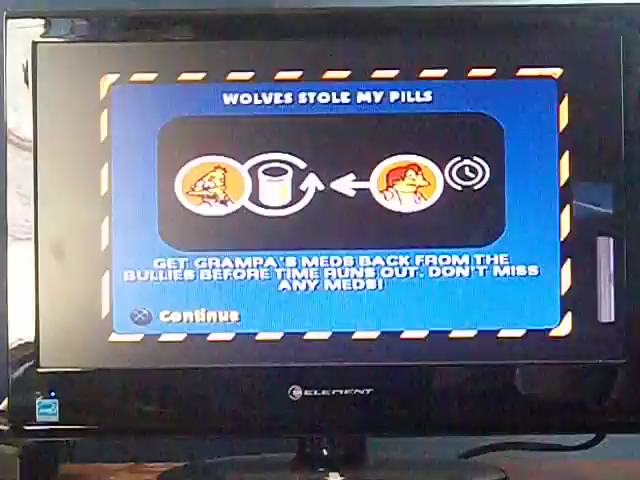 WOLVES STOLE MY PILLS
GET GRAMPA'S MEDS BACK FROM THE
BULLIES BEFORE TIME RUNS OUT. DON'T MISS
ANY MEDS!
Continue
ELEMENT